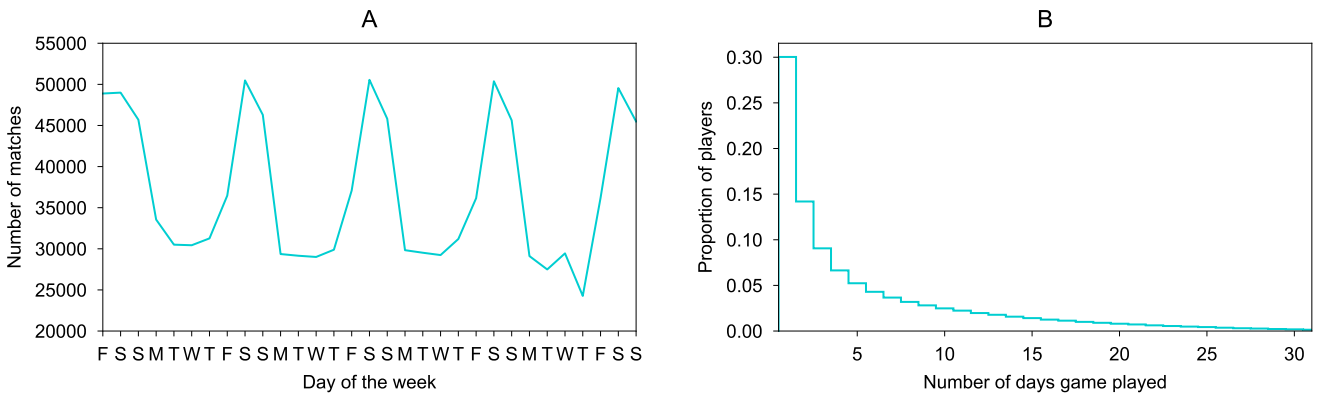 A
55000
50000
45000
40000
35000
30000
25000
20000
Number of matches
F S S M T W T F S S M T W T F S S M T W T F S S M T W T F S S
Day of the week
B
0.30
0.25
0.20
0.15
0.10
0.05
0.00
Proportion of players
5 10 15 20 25 30
Number of days game played